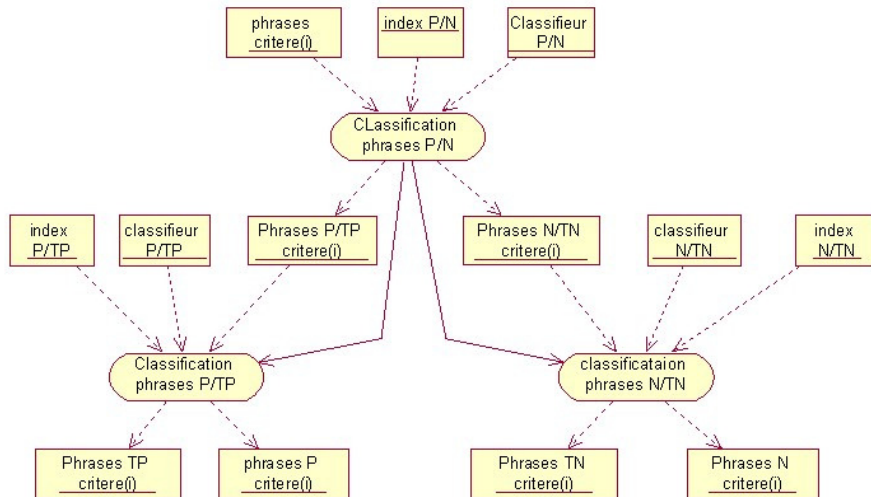 phrases
critere(i)
index P/N
Classifieur
P/N
CLassification
phrases P/N
index
P/TP
classifieur
P/TP
Phrases P/TP
critere(i)
Phrases N/TN
critere(i)
classifieur
N/TN
index
N/TN
Classification
phrases P/TP
classificataion
phrases N/TN
Phrases TP
critere(i)
phrases P
critere(i)
Phrases TN
critere(i)
Phrases N
critere(i)